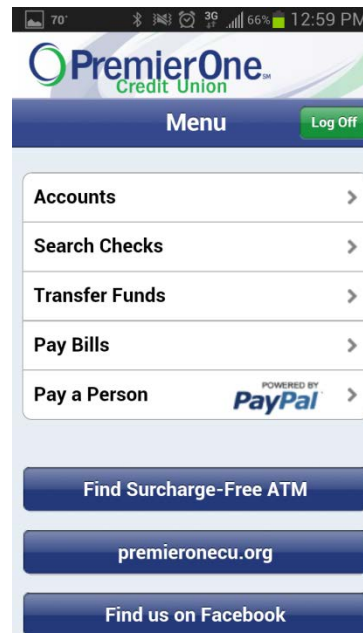 70° 3G 66% 12:59 PM
PremierOne
Credit Union
Menu Log Off
Accounts
Search Checks
Transfer Funds
Pay Bills
Pay a Person POWERED BY PayPal
Find Surcharge-Free ATM
premieronecu.org
Find us on Facebook